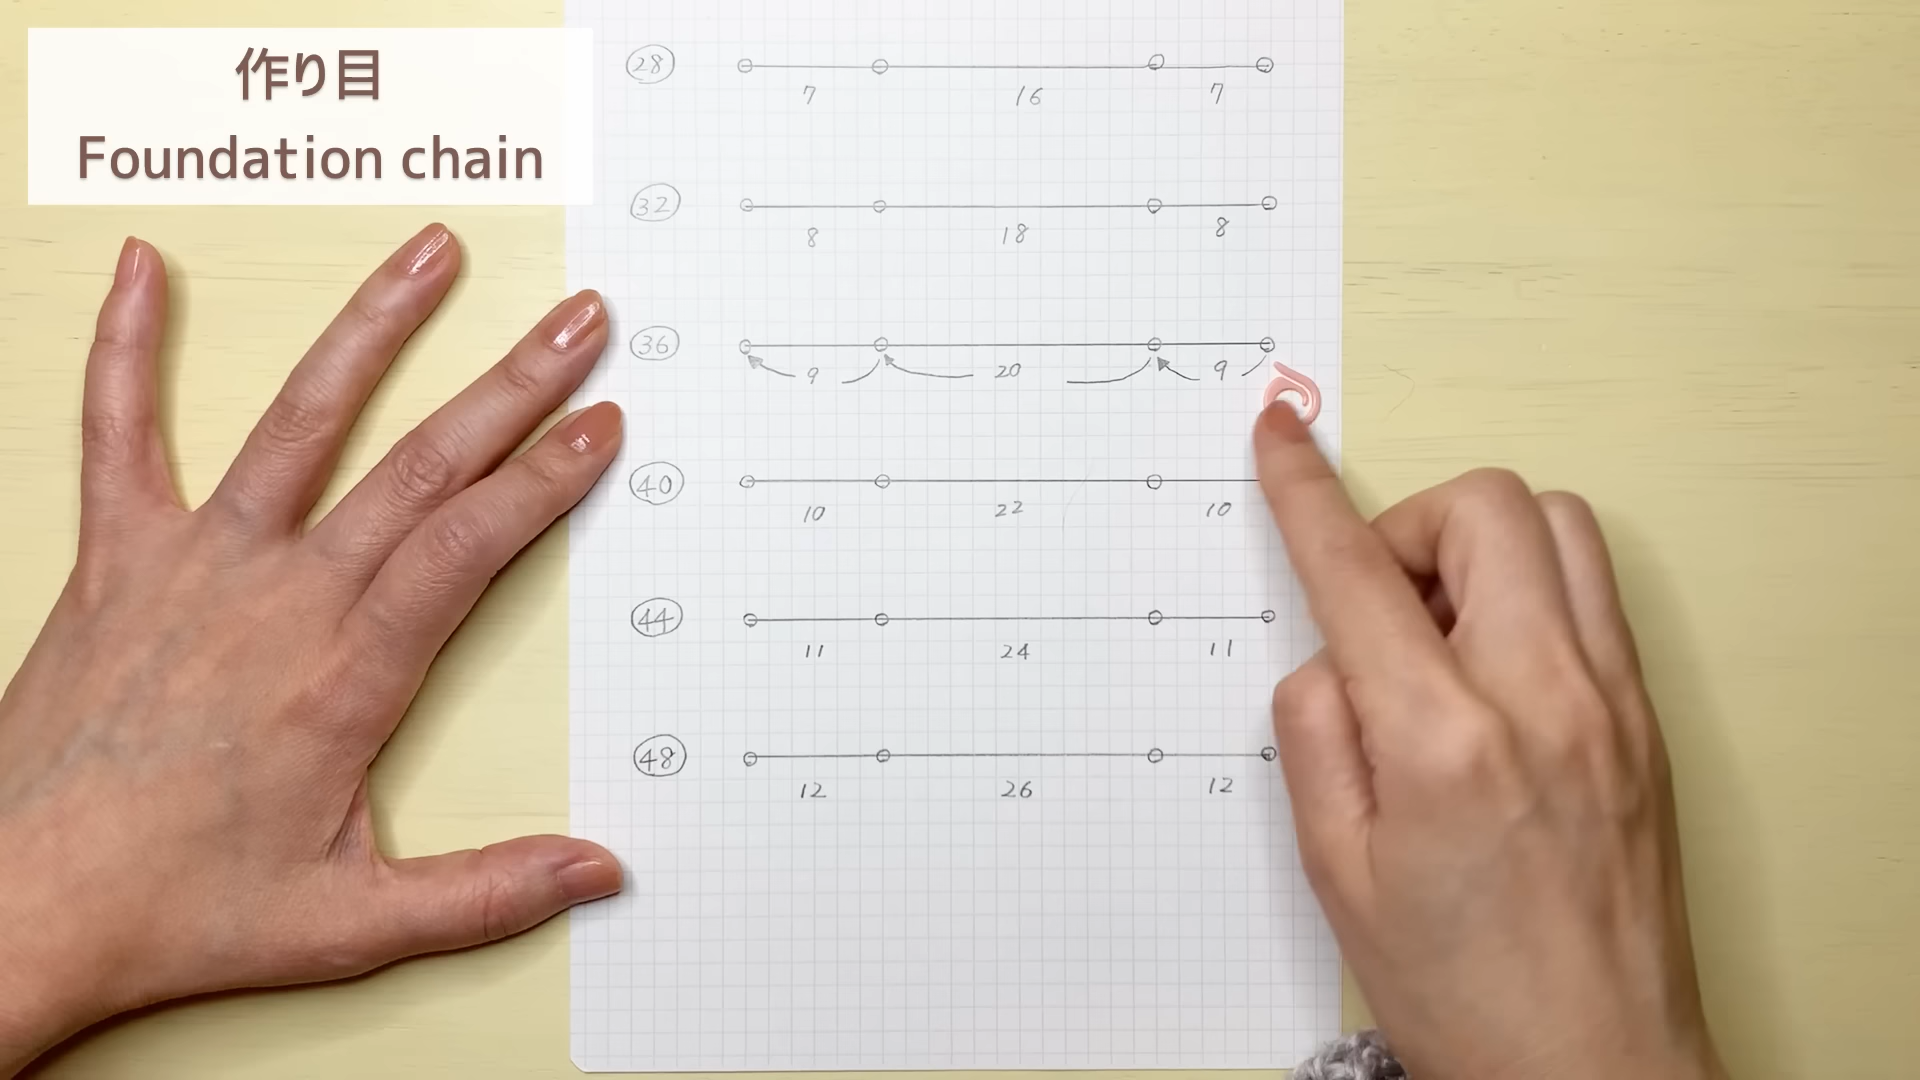 作り目
Foundation chain
28
7 16 7
32
8 18 8
36
9 20 9
40
10 22 10
44
11 24 11
48
12 26 12